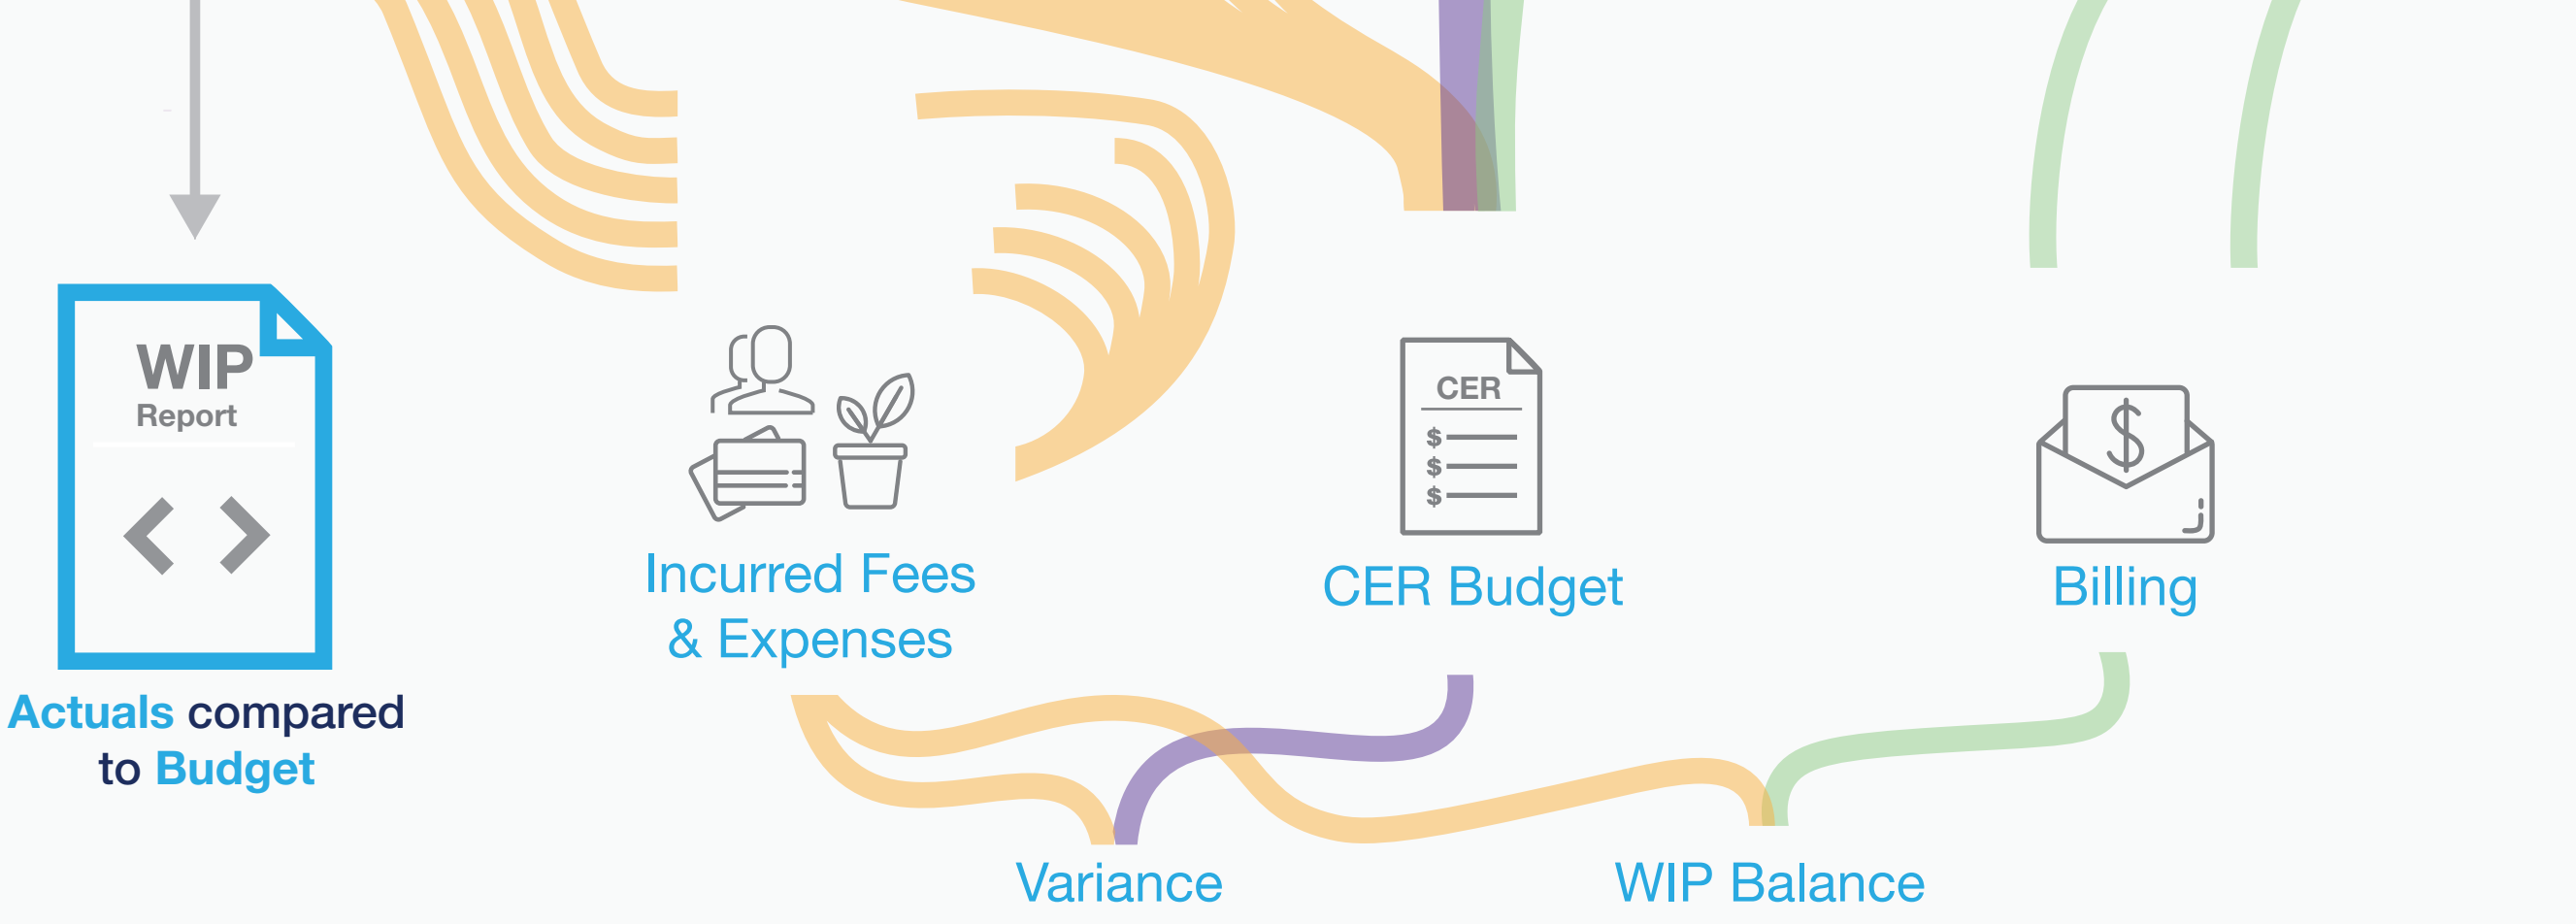 WIP
Report
Actuals compared
to Budget
Incurred Fees
& Expenses
CER
$
$
$
CER Budget
$
Billing
Variance
WIP Balance